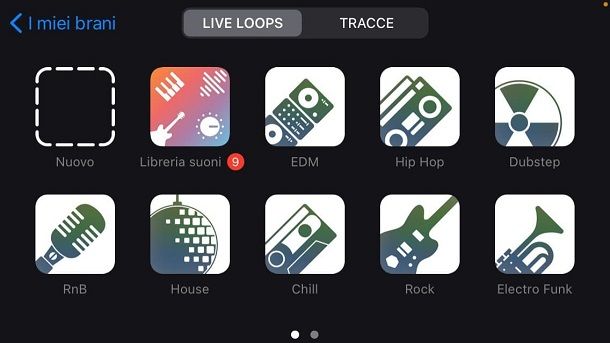 I miei brani
LIVE LOOPS
TRACCE
Nuovo
Libreria suoni
9
EDM
Hip Hop
Dubstep
RnB
House
Chill
Rock
Electro Funk